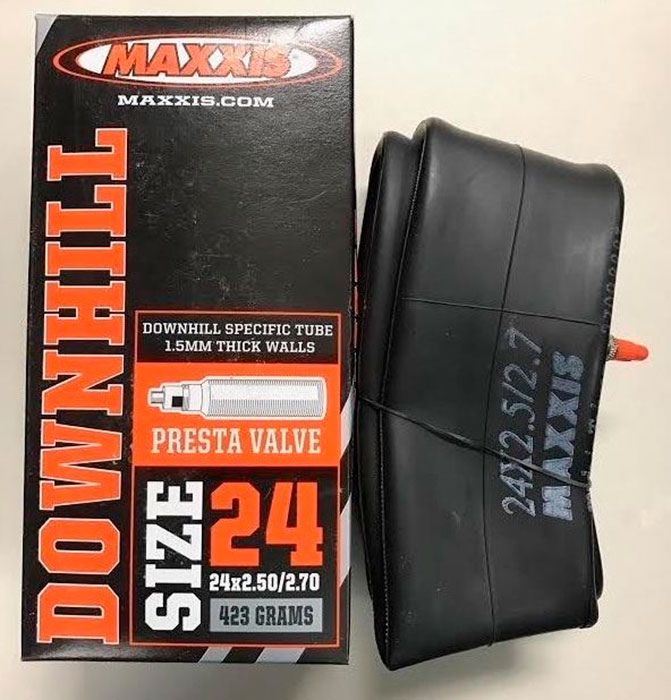 MAXXIS®
MAXXIS.COM
DOWNHILL
DOWNHILL SPECIFIC TUBE
1.5MM THICK WALLS
PRESTA VALVE
SIZE 24
24x2.50/2.70
423 GRAMS
24X2.5/2.7
MAXXIS